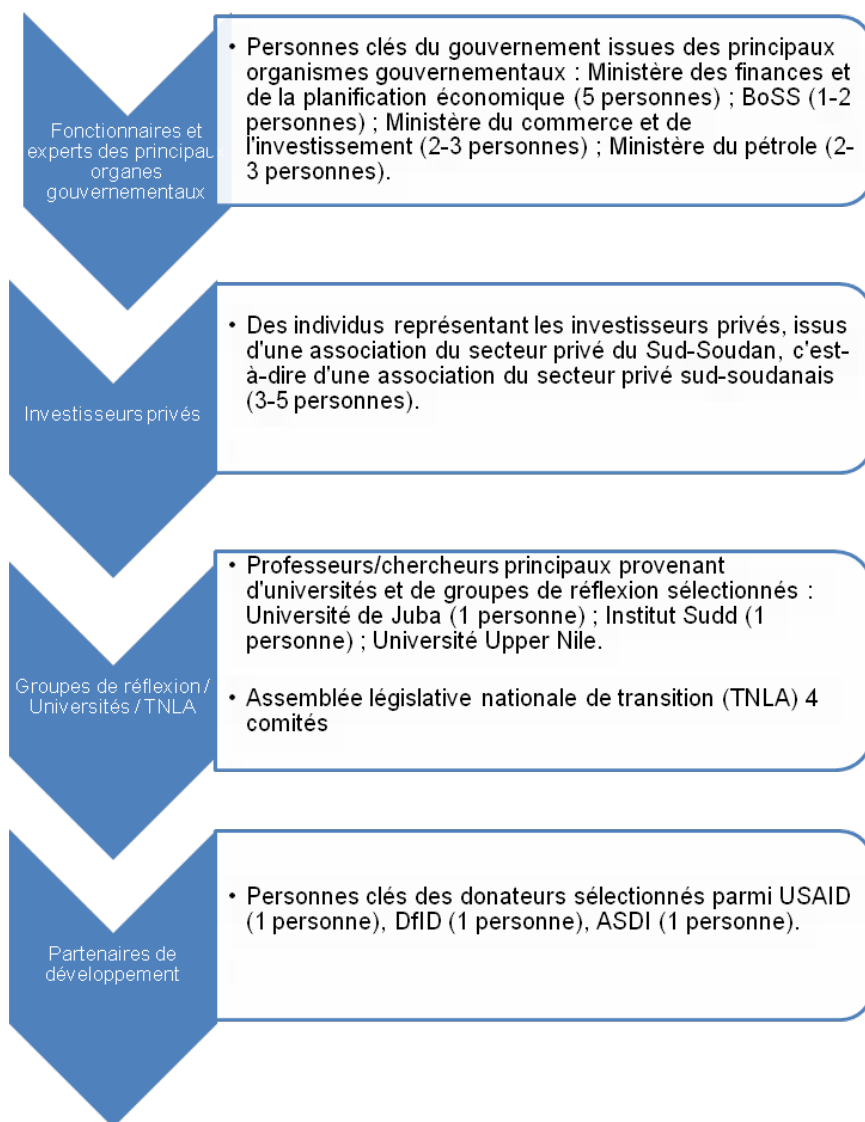 Fonctionnaires et
experts des principau
organes
gouvernementaux
• Personnes clés du gouvernement issues des principaux
organismes gouvernementaux : Ministère des finances et
de la planification économique (5 personnes) ; BoSS (1-2
personnes) ; Ministère du commerce et de
l'investissement (2-3 personnes) ; Ministère du pétrole (2-
3 personnes).
Investisseurs privés
• Des individus représentant les investisseurs privés, issus
d'une association du secteur privé du Sud-Soudan, c'est-
à-dire d'une association du secteur privé sud-soudanais
(3-5 personnes).
Groupes de réflexion /
Universités / TNLA
• Professeurs/chercheurs principaux provenant
d'universités et de groupes de réflexion sélectionnés :
Université de Juba (1 personne) ; Institut Sudd (1
personne) ; Université Upper Nile.
• Assemblée législative nationale de transition (TNLA) 4
comités
Partenaires de
développement
• Personnes clés des donateurs sélectionnés parmi USAID
(1 personne), DfID (1 personne), ASDI (1 personne).